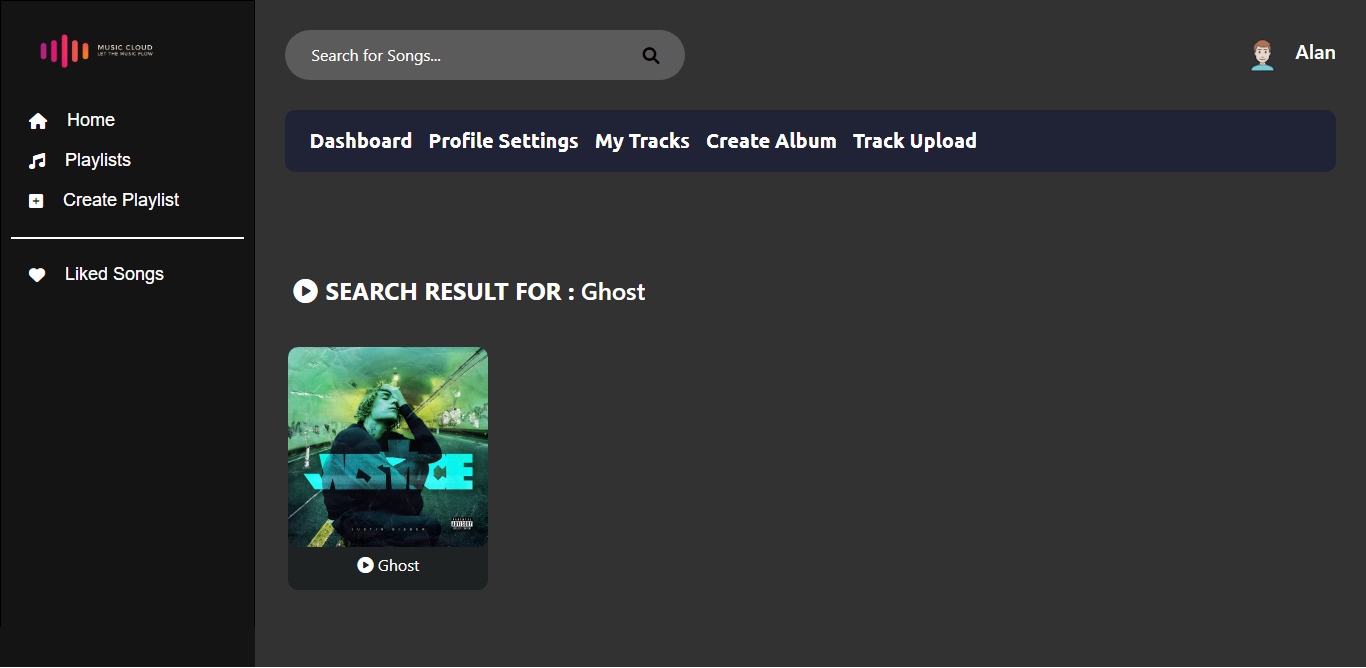 MUSIC CLOUD
LET THE MUSIC FLOW
Home
Playlists
Create Playlist
Liked Songs
Search for Songs...
Alan
Dashboard Profile Settings My Tracks Create Album Track Upload
SEARCH RESULT FOR : Ghost
JUSTICE
JUSTIN BIEBER
Ghost